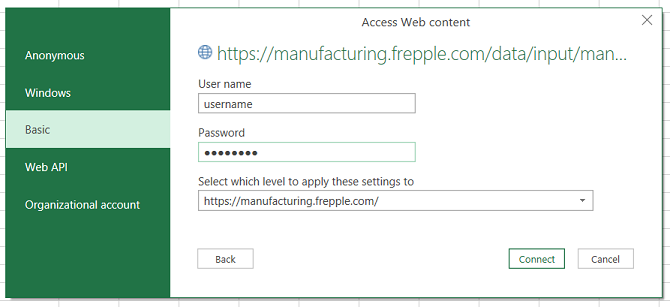 Access Web content
Anonymous
Windows
Basic
Web API
Organizational account
https://manufacturing.frepple.com/data/input/man...
User name
username
Password
●●●●●●●●
Select which level to apply these settings to
https://manufacturing.frepple.com/
Back
Connect
Cancel